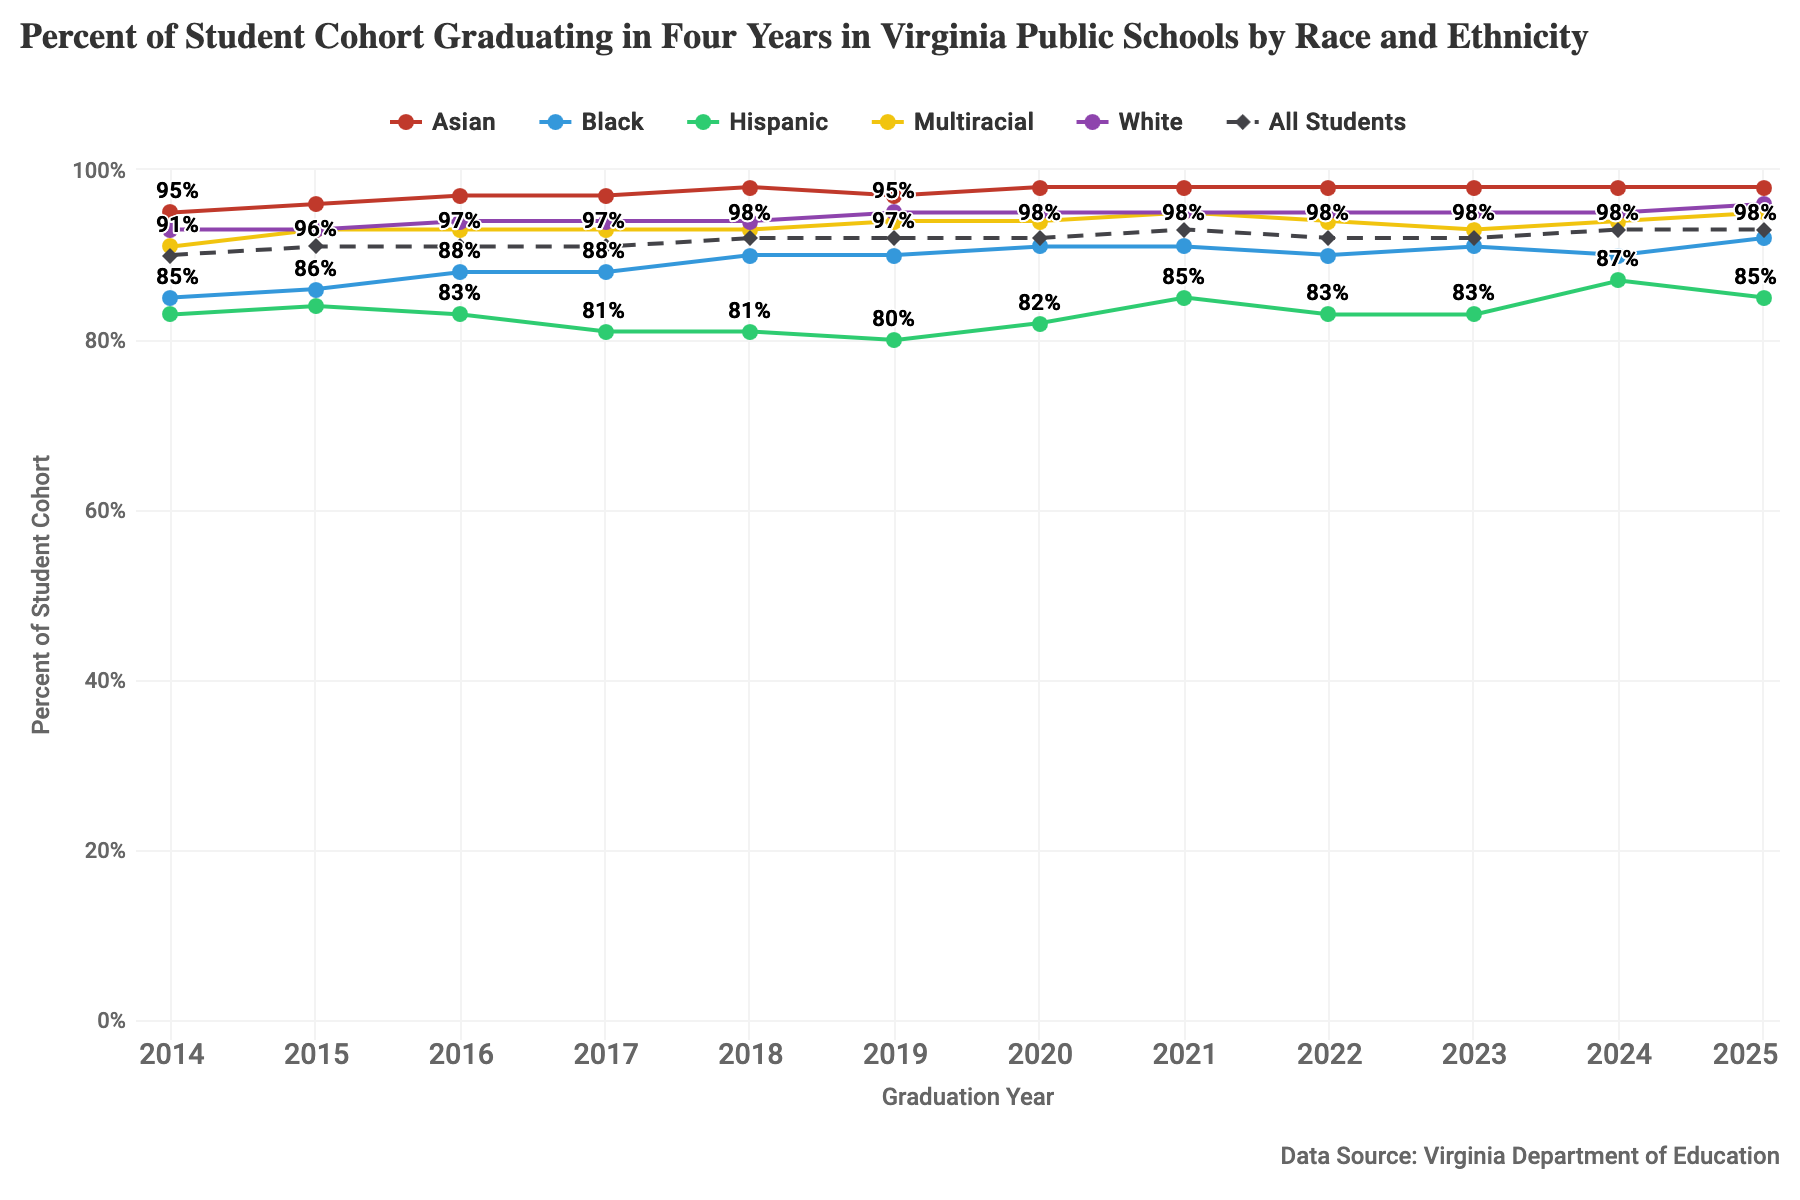 Percent of Student Cohort Graduating in Four Years in Virginia Public Schools by Race and Ethnicity
Asian Black Hispanic Multiracial White All Students
100%
95% 95%
98% 98% 98% 98% 98% 98% 98%
91% 96% 97% 97% 97%
88% 88% 87%
85% 86% 85% 85%
83% 82% 83% 83%
81% 81% 80%
80%
60%
40%
20%
0%
Percent of Student Cohort
2014 2015 2016 2017 2018 2019 2020 2021 2022 2023 2024 2025
Graduation Year
Data Source: Virginia Department of Education